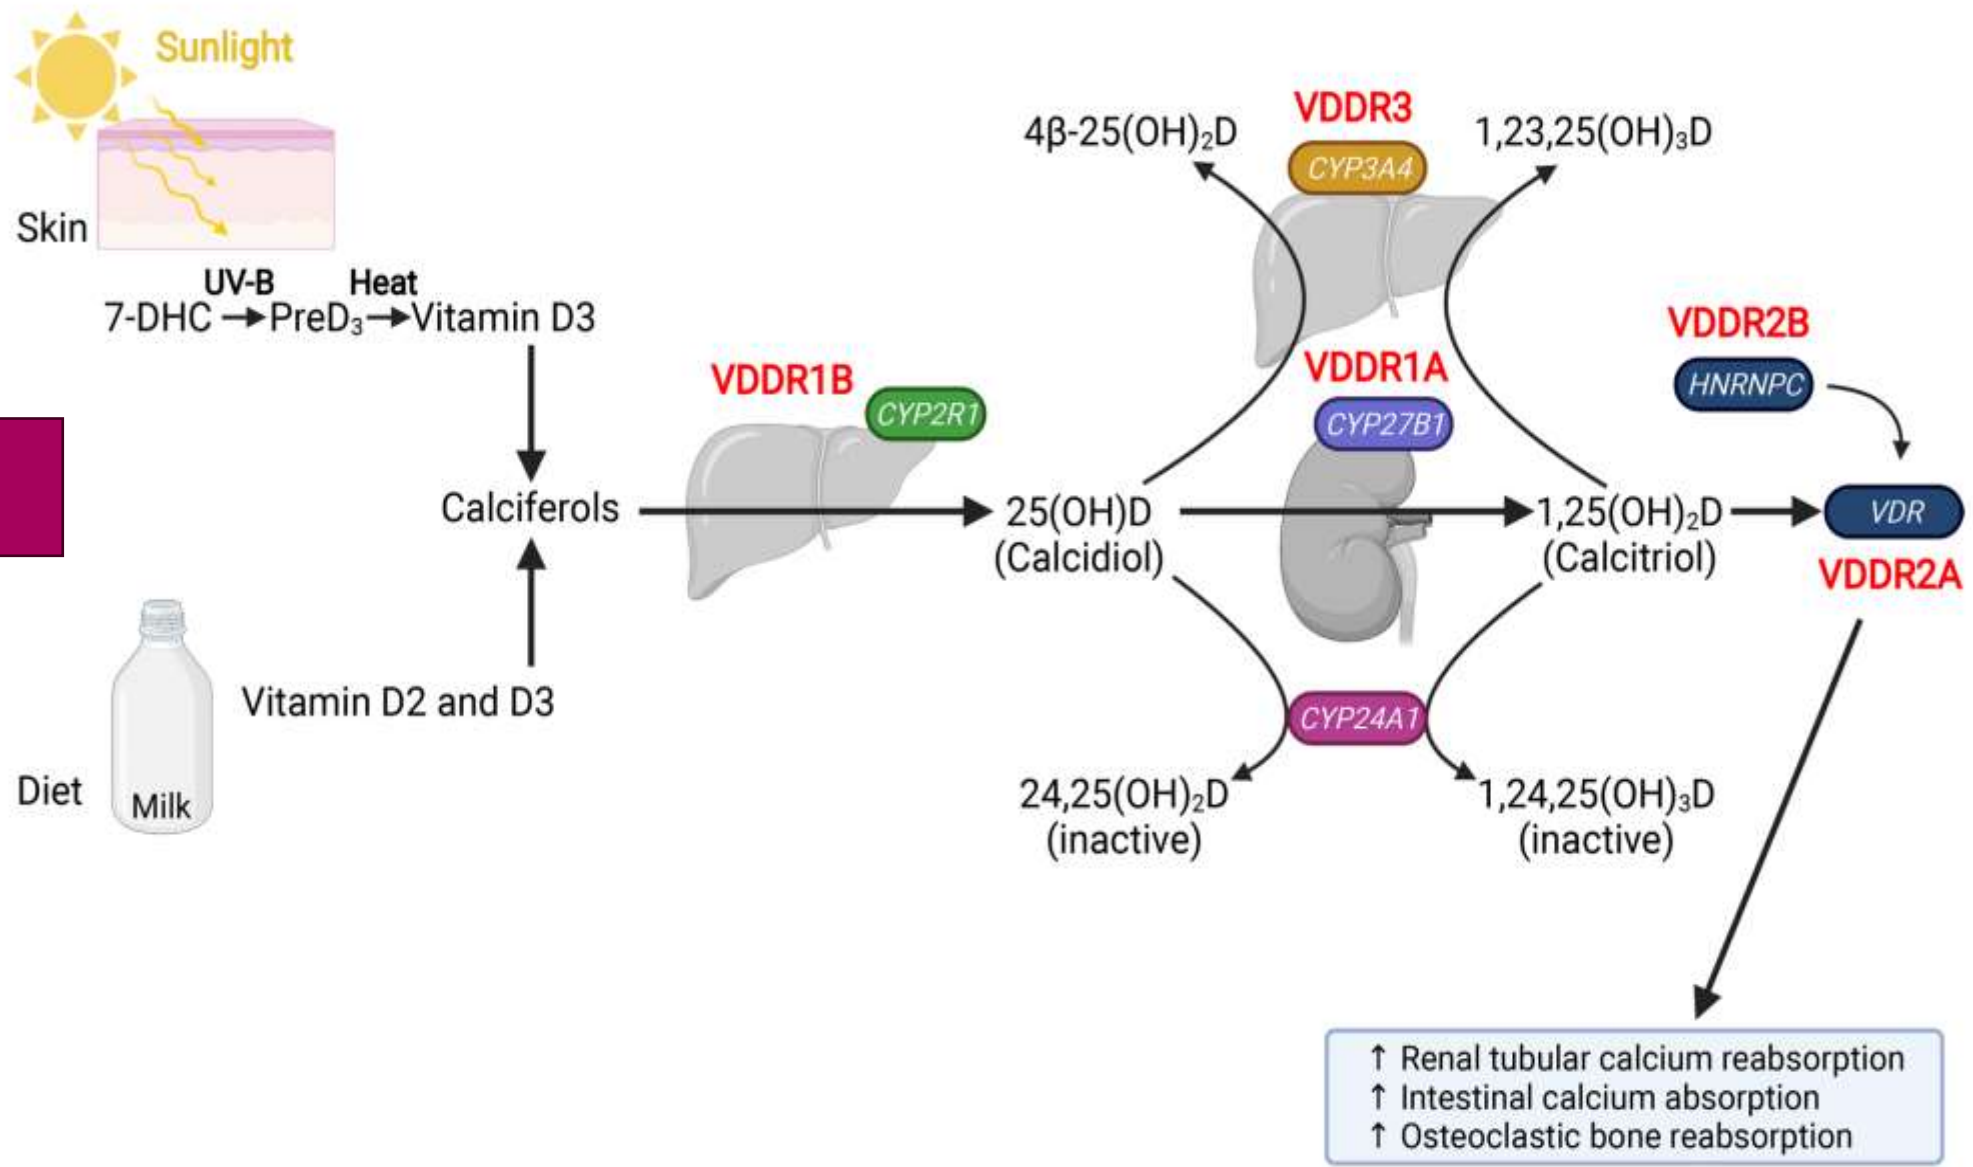 Sunlight
Skin
UV-B Heat
7-DHC → PreD₃ → Vitamin D3
Calciferols
Vitamin D2 and D3
Diet
Milk
VDDR1B
CYP2R1
25(OH)D
(Calcidiol)
4β-25(OH)₂D
VDDR3
CYP3A4
1,23,25(OH)₃D
VDDR1A
CYP27B1
1,25(OH)₂D
(Calcitriol)
VDDR2B
HNRNPC
VDR
VDDR2A
CYP24A1
24,25(OH)₂D
(inactive)
1,24,25(OH)₃D
(inactive)
↑ Renal tubular calcium reabsorption
↑ Intestinal calcium absorption
↑ Osteoclastic bone reabsorption